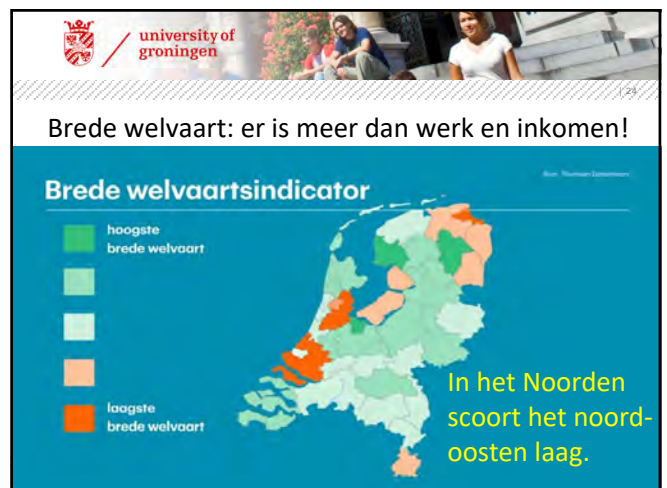 university of
groningen
| 24
Brede welvaart: er is meer dan werk en inkomen!
Brede welvaartsindicator
hoogste
brede welvaart
laagste
brede welvaart
In het Noorden
scoort het noord-
oosten laag.